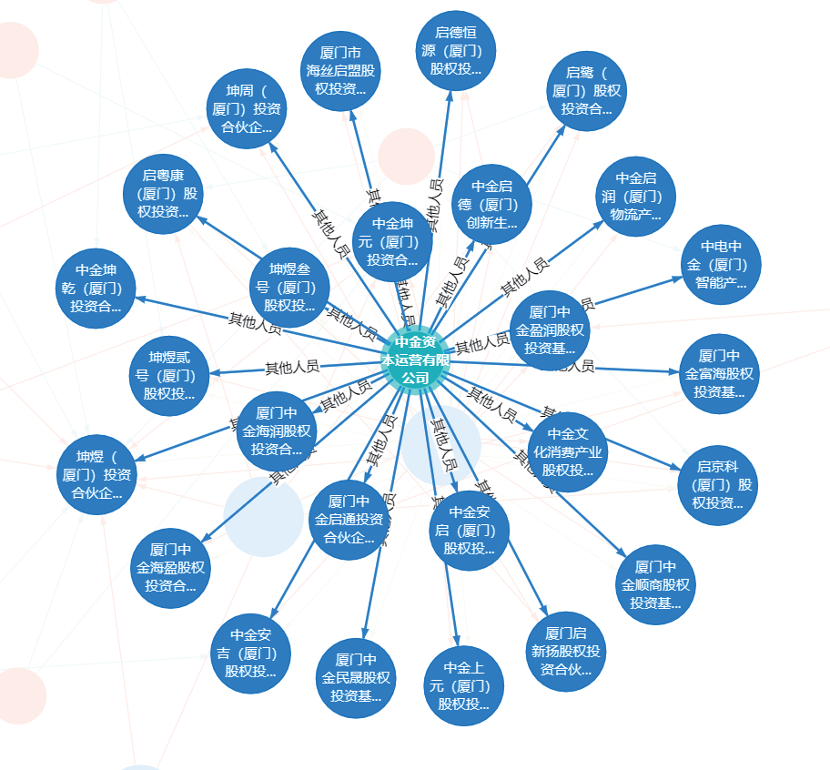 启德恒
源（厦门）
股权投...
厦门市
海丝启盟股
权投资...
启鹭（
厦门）股权
投资合...
坤周（
厦门）投资
合伙企...
启粤康
（厦门）股
权投资...
中金启
德（厦门）
创新生...
中金启
润（厦门）
物流产...
中金坤
元（厦门）
投资合...
中电中
金（厦门）
智能产...
中金坤
乾（厦门）
投资合...
坤煜叁
号（厦门）
股权投...
厦门中
金盈润股权
投资基...
中金资
本运营有限
公司
坤煜贰
号（厦门）
股权投...
厦门中
金富海股权
投资基...
厦门中
金海润股权
投资合...
中金文
化消费产业
股权投...
坤煜（
厦门）投资
合伙企...
启京科
（厦门）股
权投资...
厦门中
金启通投资
合伙企...
中金安
启（厦门）
股权投...
厦门中
金海盈股权
投资合...
厦门中
金顺商股权
投资基...
中金安
吉（厦门）
股权投...
厦门启
新扬股权投
资合伙...
厦门中
金民晟股权
投资基...
中金上
元（厦门）
股权投...
其他人员
其他人员
其他人员
其他人员
其他人员
其他人员
其他人员
其他人员
其他人员
其他人员
其他人员
其他人员
其他人员